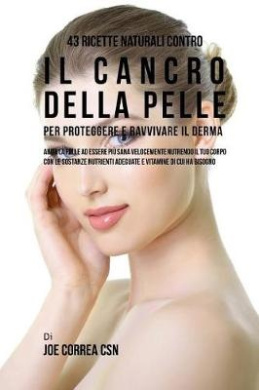 43 RICETTE NATURALI CONTRO
IL CANCRO
DELLA PELLE
PER PROTEGGERE E RAVVIVARE IL DERMA
AIUTA LA PELLE AD ESSERE PIÙ SANA VELOCEMENTE NUTRENDO IL TUO CORPO
CON LE SOSTANZE NUTRIENTI ADEGUATE E VITAMINE DI CUI HA BISOGNO
Di
JOE CORREA CSN